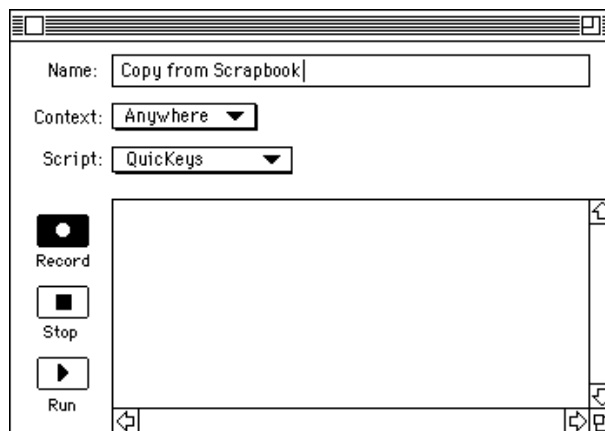 Name: Copy from Scrapbook
Context: Anywhere
Script: QuicKeys
Record
Stop
Run